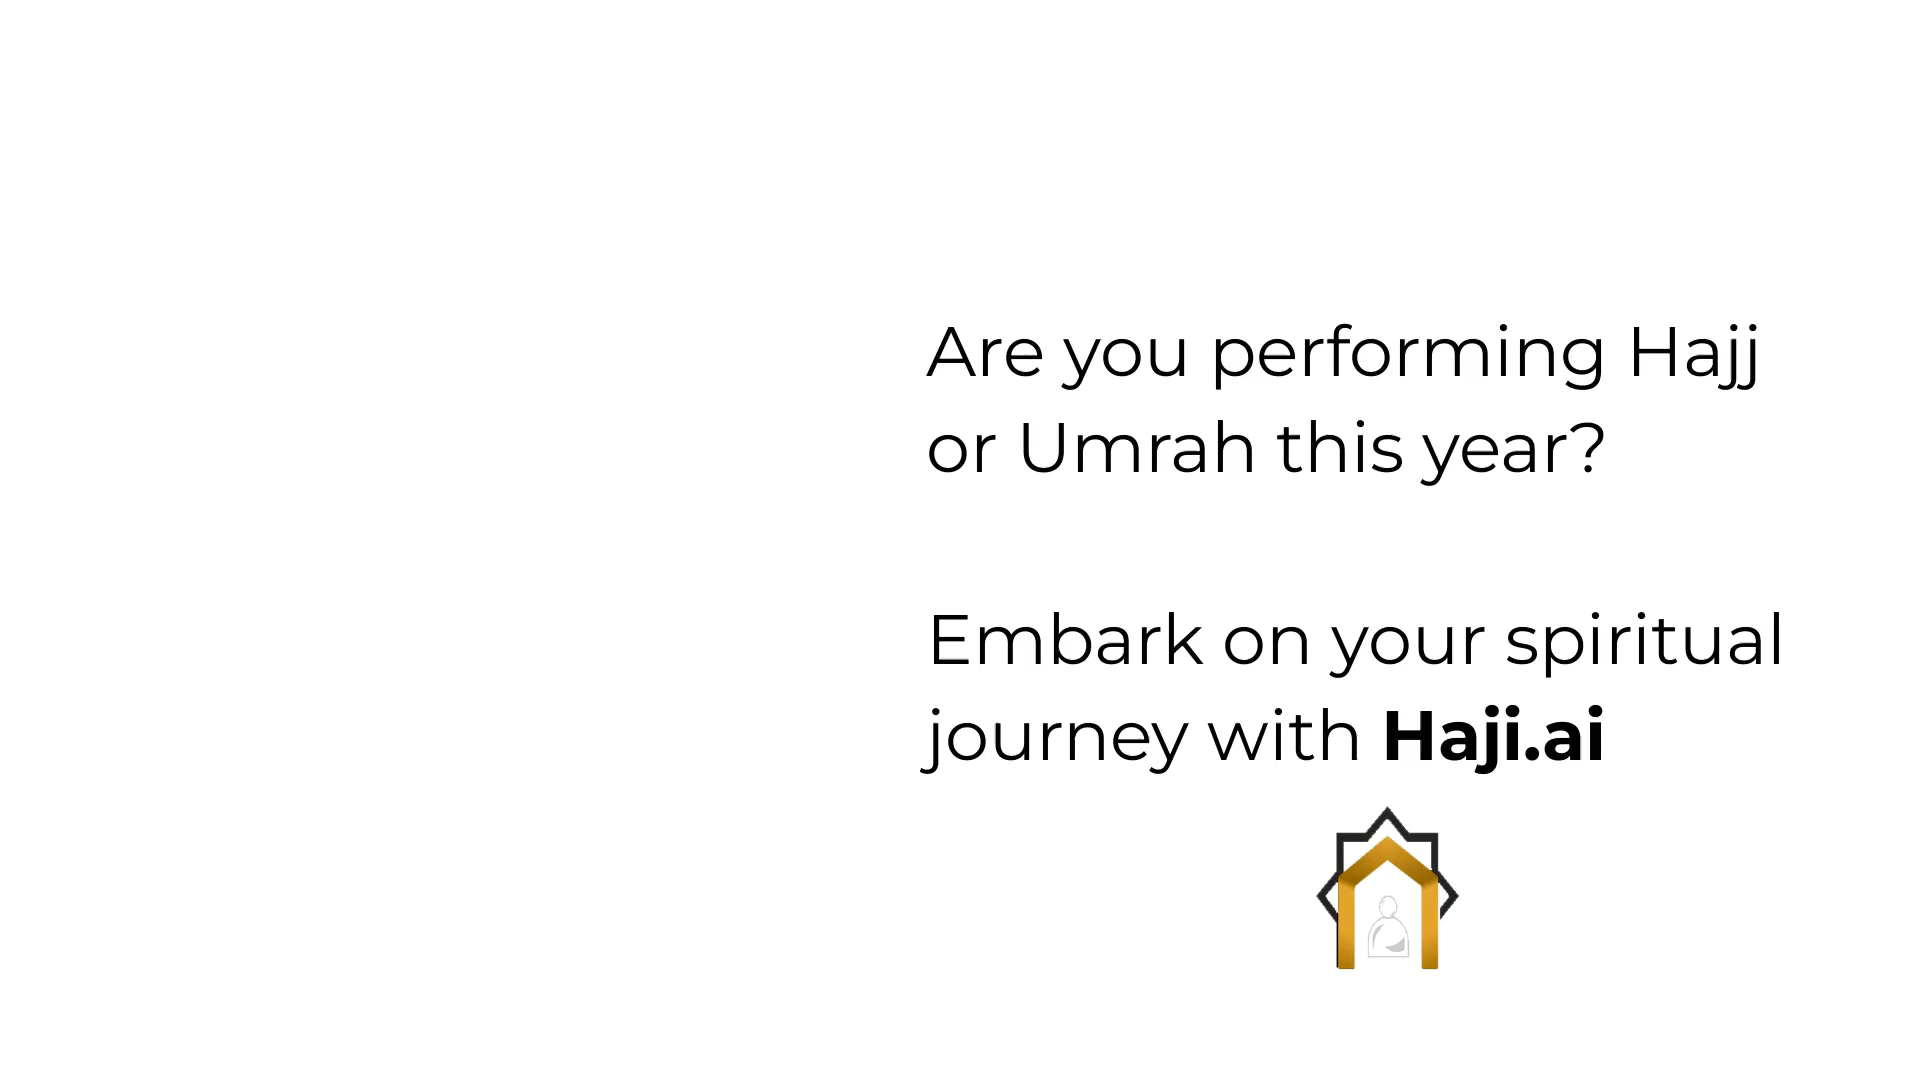 Are you performing Hajj
or Umrah this year?
Embark on your spiritual
journey with Haji.ai